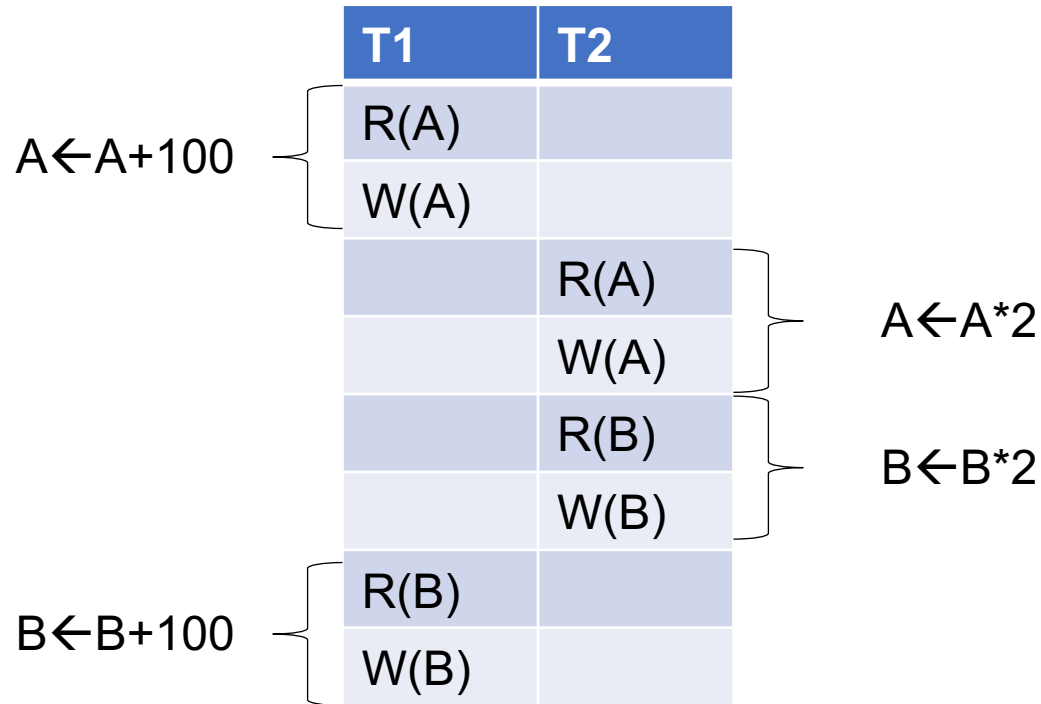 T1 T2
R(A)
A←A+100
W(A)
R(A)
A←A*2
W(A)
R(B)
B←B*2
W(B)
R(B)
B←B+100
W(B)